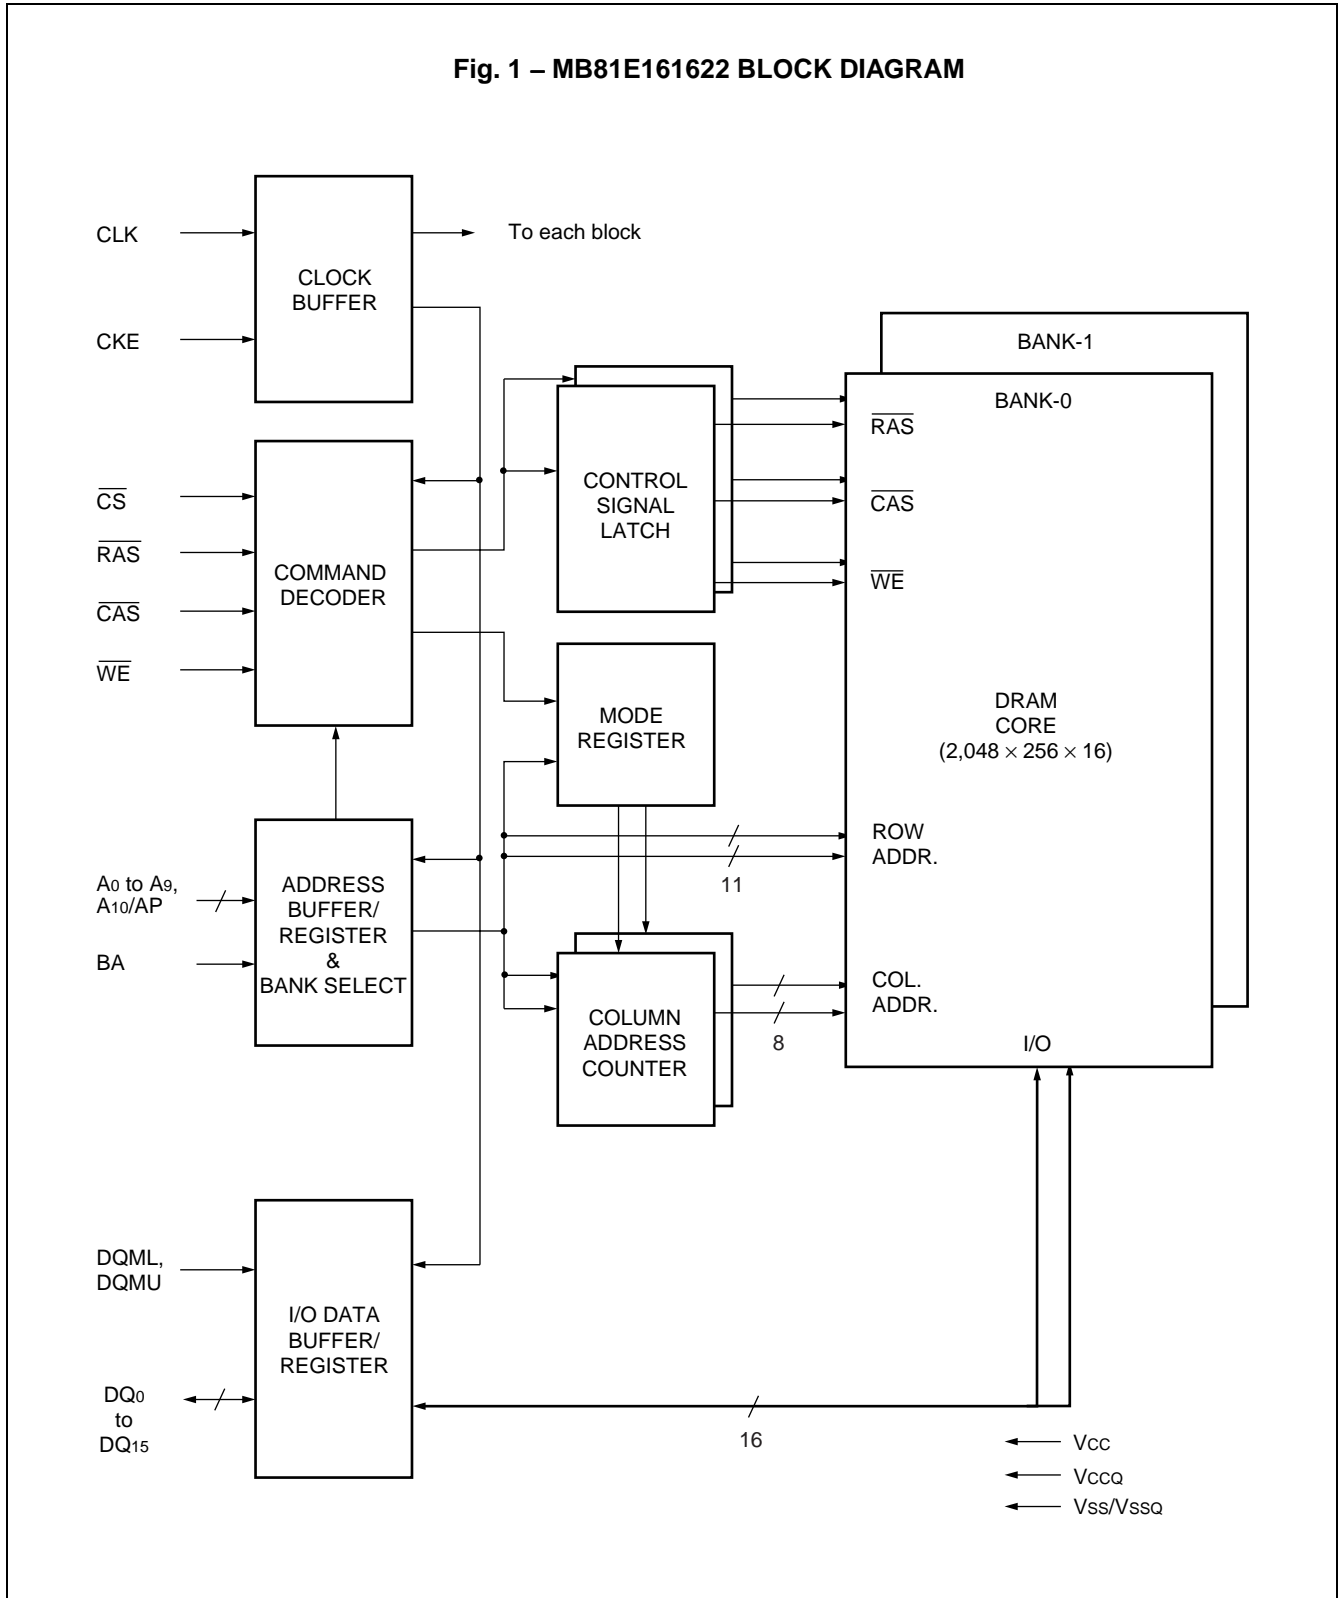 Fig. 1 – MB81E161622 BLOCK DIAGRAM
CLK
CKE
CLOCK
BUFFER
To each block
BANK-1
BANK-0
RAS
CAS
WE
DRAM
CORE
(2,048 × 256 × 16)
ROW
ADDR.
COL.
ADDR.
I/O
CS
RAS
CAS
WE
COMMAND
DECODER
CONTROL
SIGNAL
LATCH
MODE
REGISTER
A0 to A9,
A10/AP
BA
ADDRESS
BUFFER/
REGISTER
&
BANK SELECT
11
8
COLUMN
ADDRESS
COUNTER
DQML,
DQMU
DQ0
to
DQ15
I/O DATA
BUFFER/
REGISTER
16
VCC
VCCQ
VSS/VSSQ